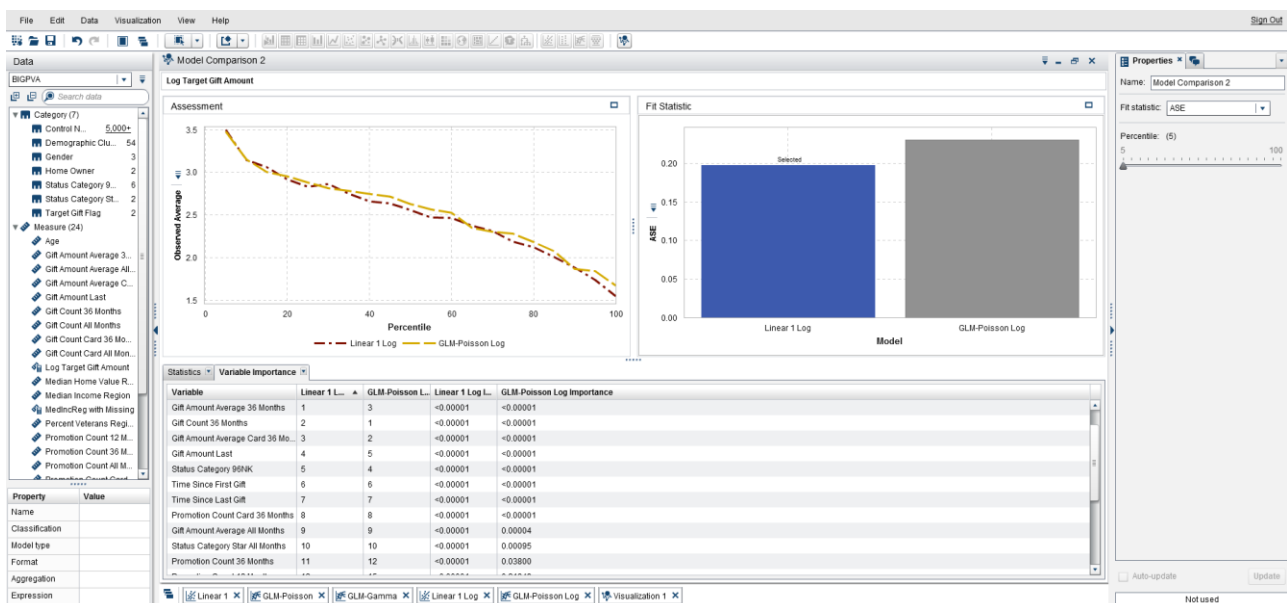 File Edit Data Visualization View Help Sign Out
Data
BIGPVA
Search data
Category (7)
Control N... 5,000+
Demographic Clu... 54
Gender 3
Home Owner 2
Status Category 9... 6
Status Category St... 2
Target Gift Flag 2
Measure (24)
Age
Gift Amount Average 3...
Gift Amount Average All...
Gift Amount Average C...
Gift Amount Last
Gift Count 36 Months
Gift Count All Months
Gift Count Card 36 Mo...
Gift Count Card All Mon...
Log Target Gift Amount
Median Home Value R...
Median Income Region
MedincReg with Missing
Percent Veterans Regi...
Promotion Count 12 M...
Promotion Count 36 M...
Promotion Count All M...
Promotion Count Card
Property Value
Name
Classification
Model type
Format
Aggregation
Expression
Model Comparison 2
Log Target Gift Amount
Assessment
3.5
3.0
2.5
2.0
1.5
Observed Average
0 20 40 60 80 100
Percentile
Linear 1 Log GLM-Poisson Log
Fit Statistic
Selected
0.20
0.15
0.10
0.05
0.00
ASE
Linear 1 Log GLM-Poisson Log
Model
Statistics Variable Importance
Variable Linear 1 L... GLM-Poisson L... Linear 1 Log I... GLM-Poisson Log Importance
Gift Amount Average 36 Months 1 3 <0.00001 <0.00001
Gift Count 36 Months 2 1 <0.00001 <0.00001
Gift Amount Average Card 36 Mo... 3 2 <0.00001 <0.00001
Gift Amount Last 4 5 <0.00001 <0.00001
Status Category 96NK 5 4 <0.00001 <0.00001
Time Since First Gift 6 6 <0.00001 <0.00001
Time Since Last Gift 7 7 <0.00001 <0.00001
Promotion Count Card 36 Months 8 8 <0.00001 <0.00001
Gift Amount Average All Months 9 9 <0.00001 0.00004
Status Category Star All Months 10 10 <0.00001 0.00095
Promotion Count 36 Months 11 12 <0.00001 0.03800
Linear 1 GLM-Poisson GLM-Gamma Linear 1 Log GLM-Poisson Log Visualization 1
Properties
Name: Model Comparison 2
Fit statistic: ASE
Percentile: (5)
5 100
Auto-update Update
Not used